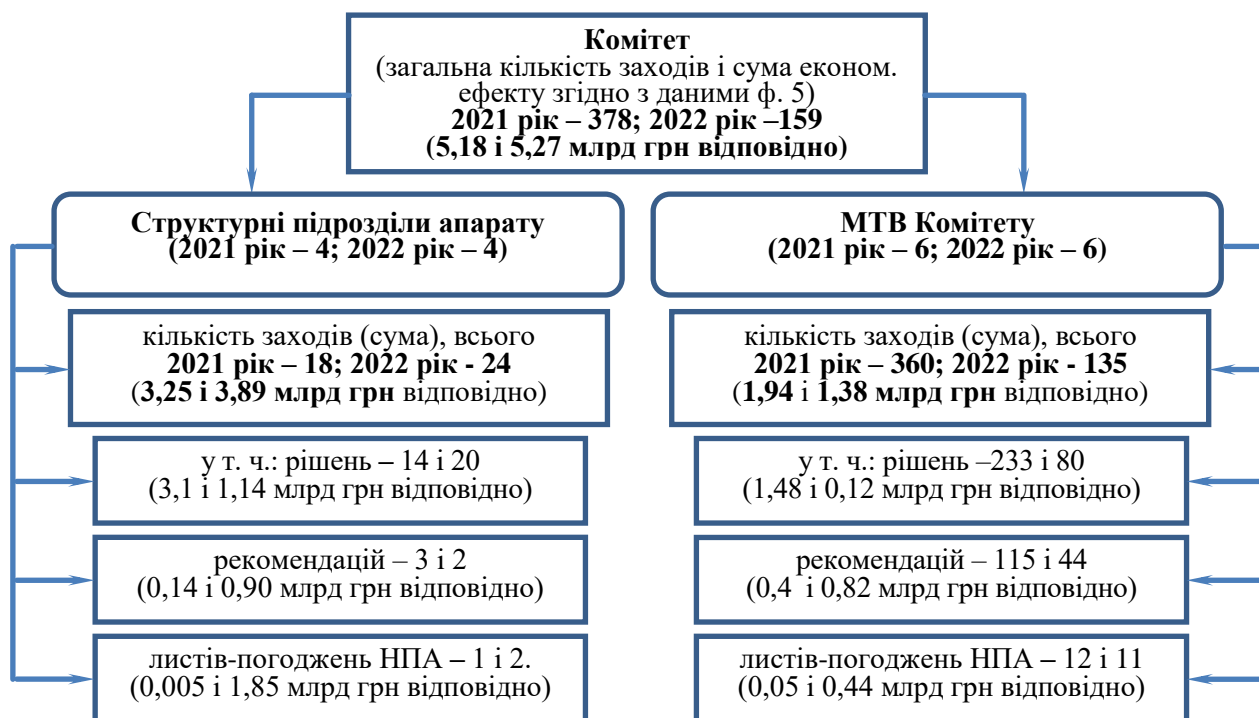 Комітет
(загальна кількість заходів і сума економ.
ефекту згідно з даними ф. 5)
2021 рік – 378; 2022 рік –159
(5,18 і 5,27 млрд грн відповідно)
Структурні підрозділи апарату
(2021 рік – 4; 2022 рік – 4)
МТВ Комітету
(2021 рік – 6; 2022 рік – 6)
кількість заходів (сума), всього
2021 рік – 18; 2022 рік - 24
(3,25 і 3,89 млрд грн відповідно)
кількість заходів (сума), всього
2021 рік – 360; 2022 рік - 135
(1,94 і 1,38 млрд грн відповідно)
у т. ч.: рішень – 14 і 20
(3,1 і 1,14 млрд грн відповідно)
у т. ч.: рішень –233 і 80
(1,48 і 0,12 млрд грн відповідно)
рекомендацій – 3 і 2
(0,14 і 0,90 млрд грн відповідно)
рекомендацій – 115 і 44
(0,4 і 0,82 млрд грн відповідно)
листів-погоджень НПА – 1 і 2.
(0,005 і 1,85 млрд грн відповідно)
листів-погоджень НПА – 12 і 11
(0,05 і 0,44 млрд грн відповідно)